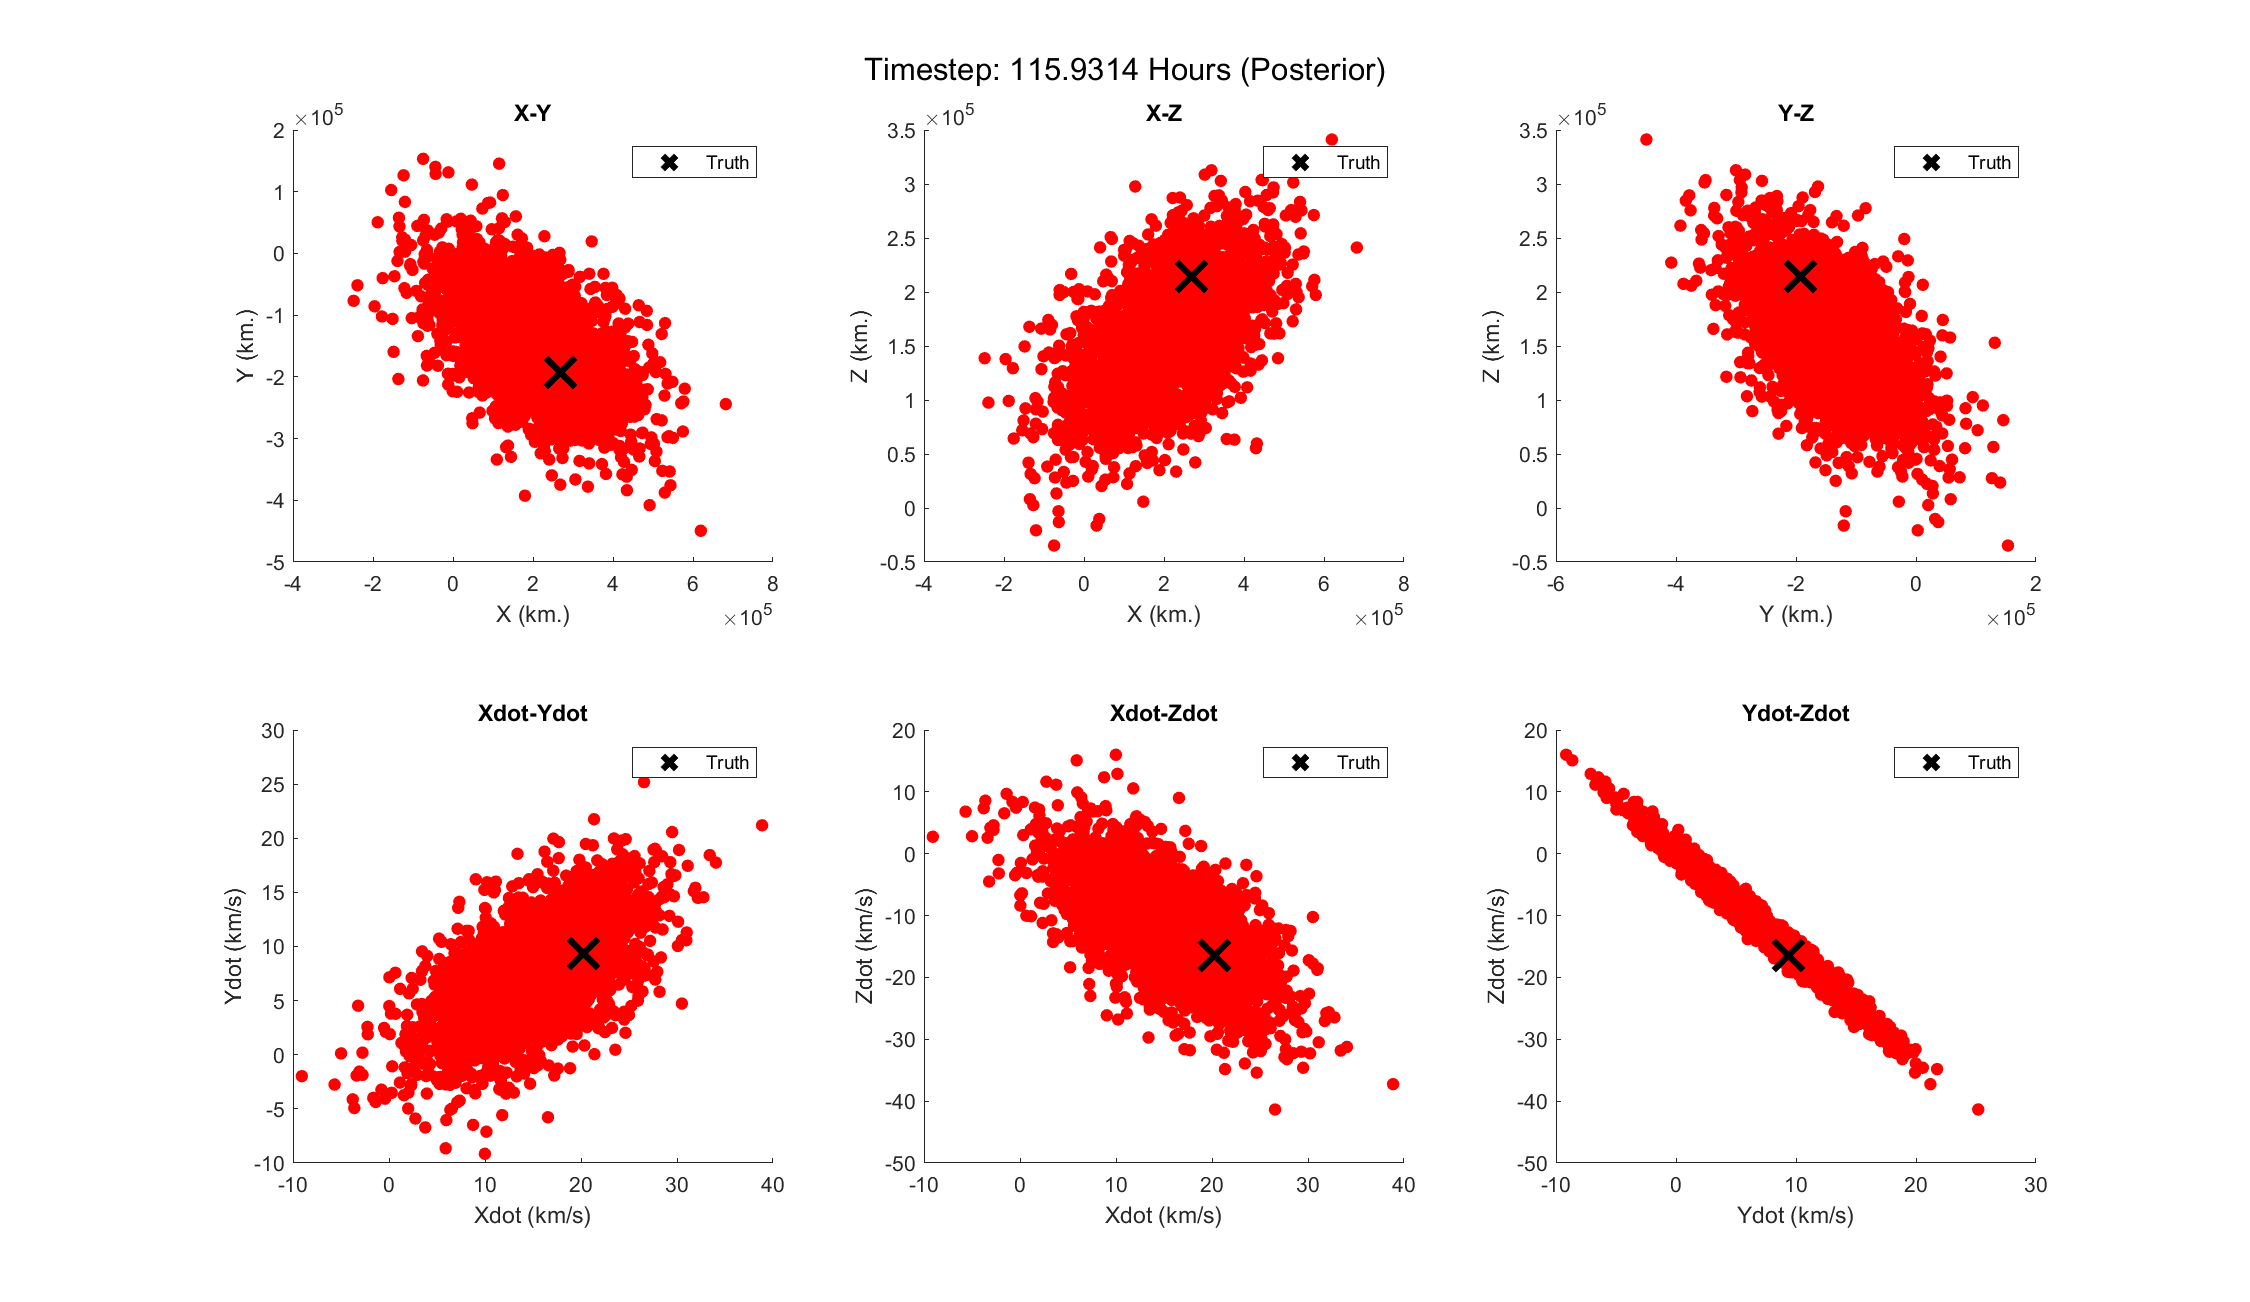 Timestep: 115.9314 Hours (Posterior)
X-Y
×10^5
2
1
0
-1
-2
-3
-4
-5
Y (km.)
-4 -2 0 2 4 6 8
X (km.)
×10^5
Truth
X-Z
×10^5
3.5
3
2.5
2
1.5
1
0.5
0
-0.5
Z (km.)
-4 -2 0 2 4 6 8
X (km.)
×10^5
Truth
Y-Z
×10^5
3.5
3
2.5
2
1.5
1
0.5
0
-0.5
Z (km.)
-6 -4 -2 0 2
Y (km.)
×10^5
Truth
Xdot-Ydot
30
25
20
15
10
5
0
-5
-10
Ydot (km/s)
-10 0 10 20 30 40
Xdot (km/s)
Truth
Xdot-Zdot
20
10
0
-10
-20
-30
-40
-50
Zdot (km/s)
-10 0 10 20 30 40
Xdot (km/s)
Truth
Ydot-Zdot
20
10
0
-10
-20
-30
-40
-50
Zdot (km/s)
-10 0 10 20 30
Ydot (km/s)
Truth